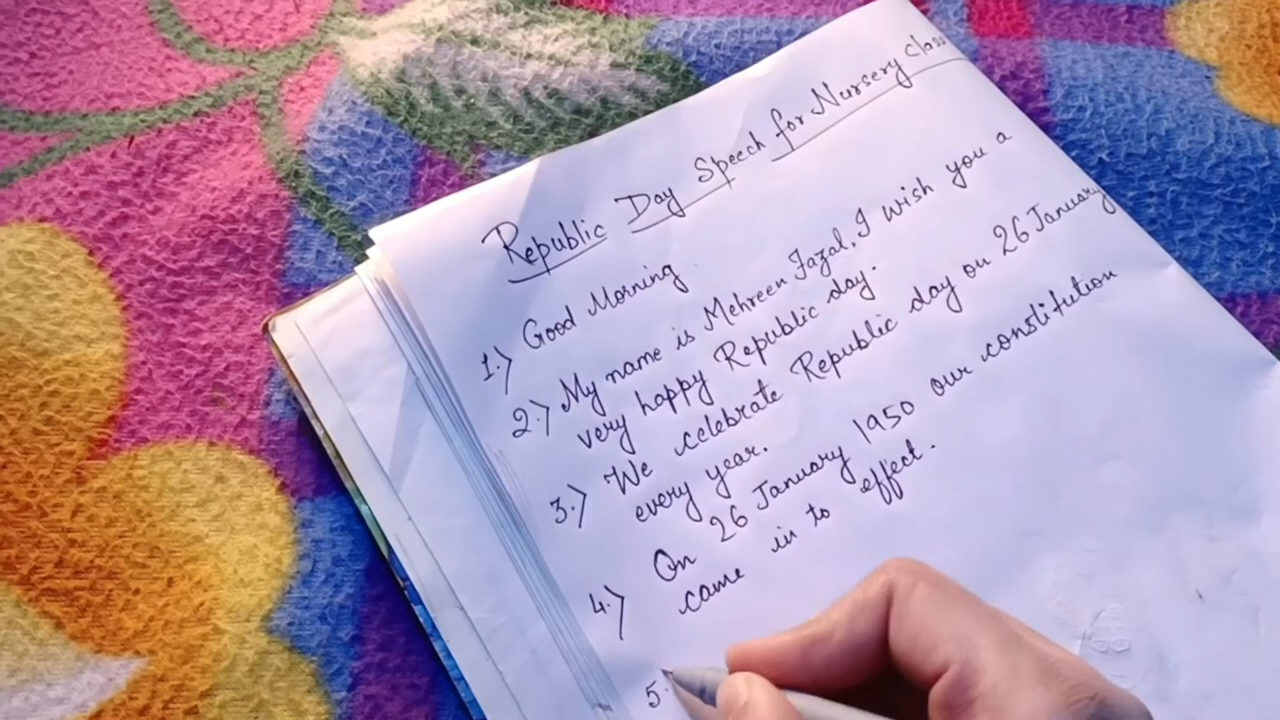 Republic Day Speech for Nursery class
1.) Good Morning
2.) My name is Mehreen Fazal. I wish you a
very happy Republic day.
3.) We celebrate Republic day on 26 January
every year.
4.) On 26 January 1950 our constitution
came in to effect.
5.